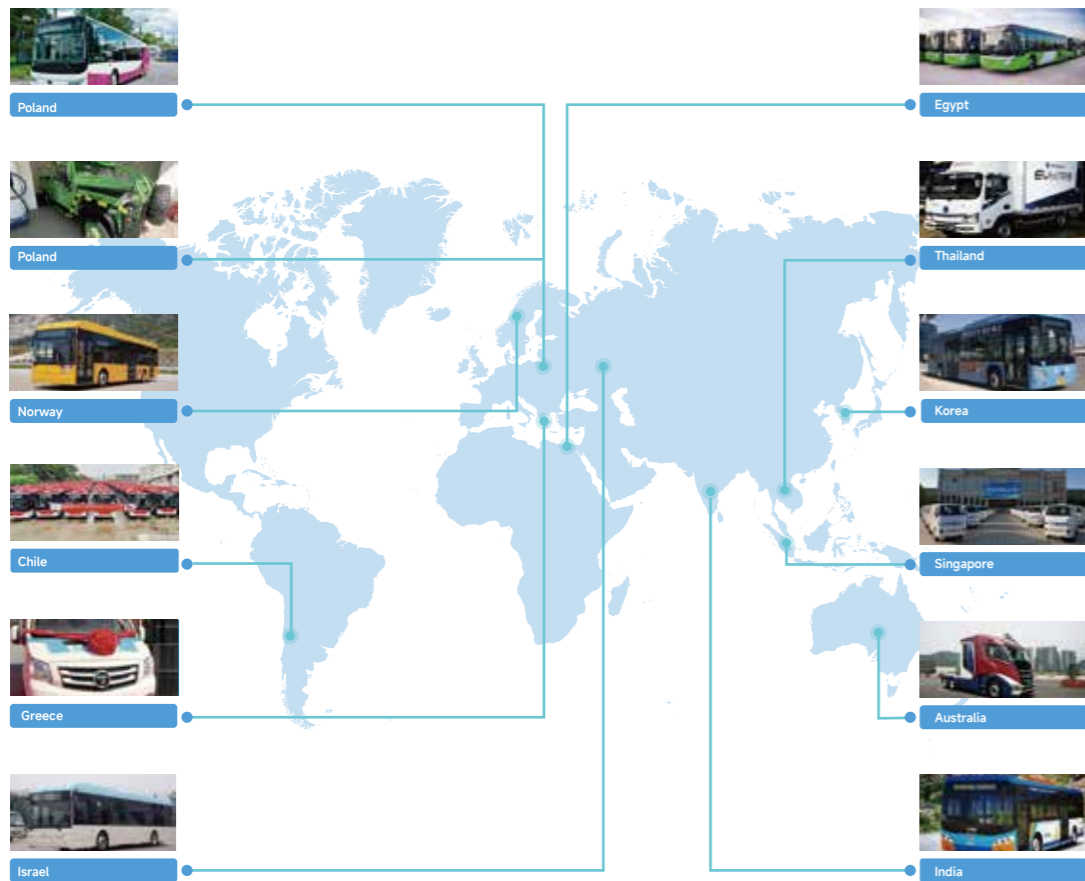 Poland
Poland
Norway
Chile
Greece
Israel
Egypt
Thailand
Korea
Singapore
Australia
India